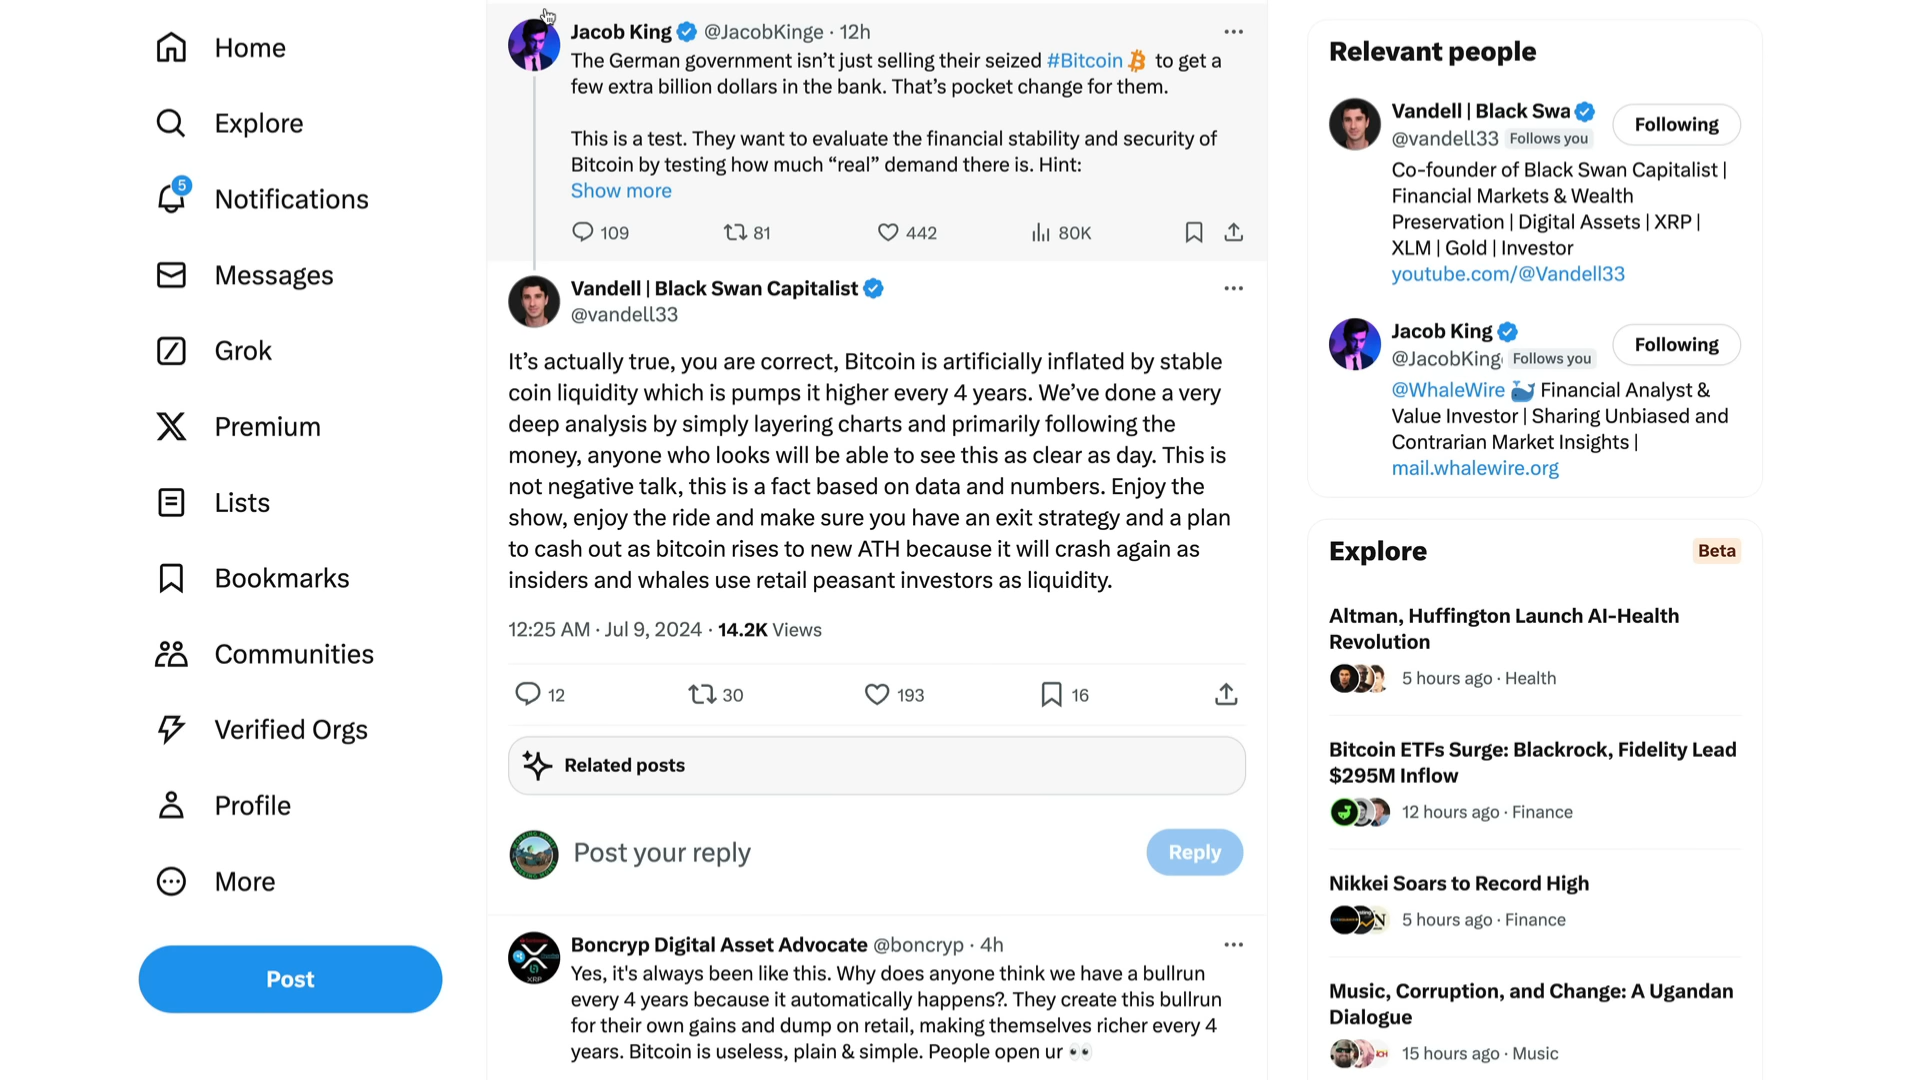 Home
Explore
5
Notifications
Messages
Grok
Premium
Lists
Bookmarks
Communities
Verified Orgs
Profile
More
Post
Jacob King @JacobKinge · 12h
The German government isn’t just selling their seized #Bitcoin to get a
few extra billion dollars in the bank. That’s pocket change for them.
This is a test. They want to evaluate the financial stability and security of
Bitcoin by testing how much “real” demand there is. Hint:
Show more
109 81 442 80K
Vandell | Black Swan Capitalist
@vandell33
It’s actually true, you are correct, Bitcoin is artificially inflated by stable
coin liquidity which is pumps it higher every 4 years. We’ve done a very
deep analysis by simply layering charts and primarily following the
money, anyone who looks will be able to see this as clear as day. This is
not negative talk, this is a fact based on data and numbers. Enjoy the
show, enjoy the ride and make sure you have an exit strategy and a plan
to cash out as bitcoin rises to new ATH because it will crash again as
insiders and whales use retail peasant investors as liquidity.
12:25 AM · Jul 9, 2024 · 14.2K Views
12 30 193 16
Related posts
Post your reply
Reply
Boncryp Digital Asset Advocate @boncryp · 4h
Yes, it's always been like this. Why does anyone think we have a bullrun
every 4 years because it automatically happens?. They create this bullrun
for their own gains and dump on retail, making themselves richer every 4
years. Bitcoin is useless, plain & simple. People open ur 👀
Relevant people
Vandell | Black Swa
Following
@vandell33 Follows you
Co-founder of Black Swan Capitalist |
Financial Markets & Wealth
Preservation | Digital Assets | XRP |
XLM | Gold | Investor
youtube.com/@Vandell33
Jacob King
Following
@JacobKing Follows you
@WhaleWire 🐳 Financial Analyst &
Value Investor | Sharing Unbiased and
Contrarian Market Insights |
mail.whalewire.org
Explore
Beta
Altman, Huffington Launch AI-Health
Revolution
5 hours ago · Health
Bitcoin ETFs Surge: Blackrock, Fidelity Lead
$295M Inflow
12 hours ago · Finance
Nikkei Soars to Record High
5 hours ago · Finance
Music, Corruption, and Change: A Ugandan
Dialogue
15 hours ago · Music